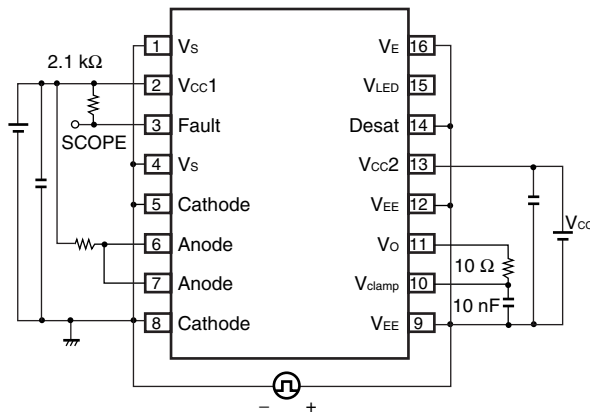 1 Vs VE 16
2.1 kΩ
2 VCC1 VLED 15
3 Fault Desat 14
SCOPE
4 Vs VCC2 13
5 Cathode VEE 12
VCC
6 Anode VO 11
10 Ω
7 Anode Vclamp 10
10 nF
8 Cathode VEE 9
− +